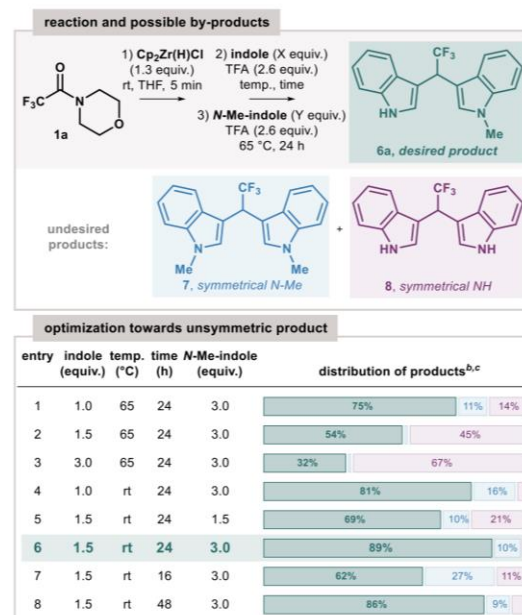 reaction and possible by-products
1) Cp2Zr(H)Cl
(1.3 equiv.)
rt, THF, 5 min
2) indole (X equiv.)
TFA (2.6 equiv.)
temp., time
3) N-Me-indole (Y equiv.)
TFA (2.6 equiv.)
65 °C, 24 h
O
F3C
N
O
1a
CF3
HN
N
Me
6a, desired product
undesired
products:
CF3
N
Me
N
Me
7, symmetrical N-Me
+
CF3
HN
NH
8, symmetrical NH
optimization towards unsymmetric product
entry indole (equiv.) temp. (°C) time (h) N-Me-indole (equiv.) distribution of productsb,c
1 1.0 65 24 3.0 75% 11% 14%
2 1.5 65 24 3.0 54% 45%
3 3.0 65 24 3.0 32% 67%
4 1.0 rt 24 3.0 81% 16%
5 1.5 rt 24 1.5 69% 10% 21%
6 1.5 rt 24 3.0 89% 10%
7 1.5 rt 16 3.0 62% 27% 11%
8 1.5 rt 48 3.0 86% 9%